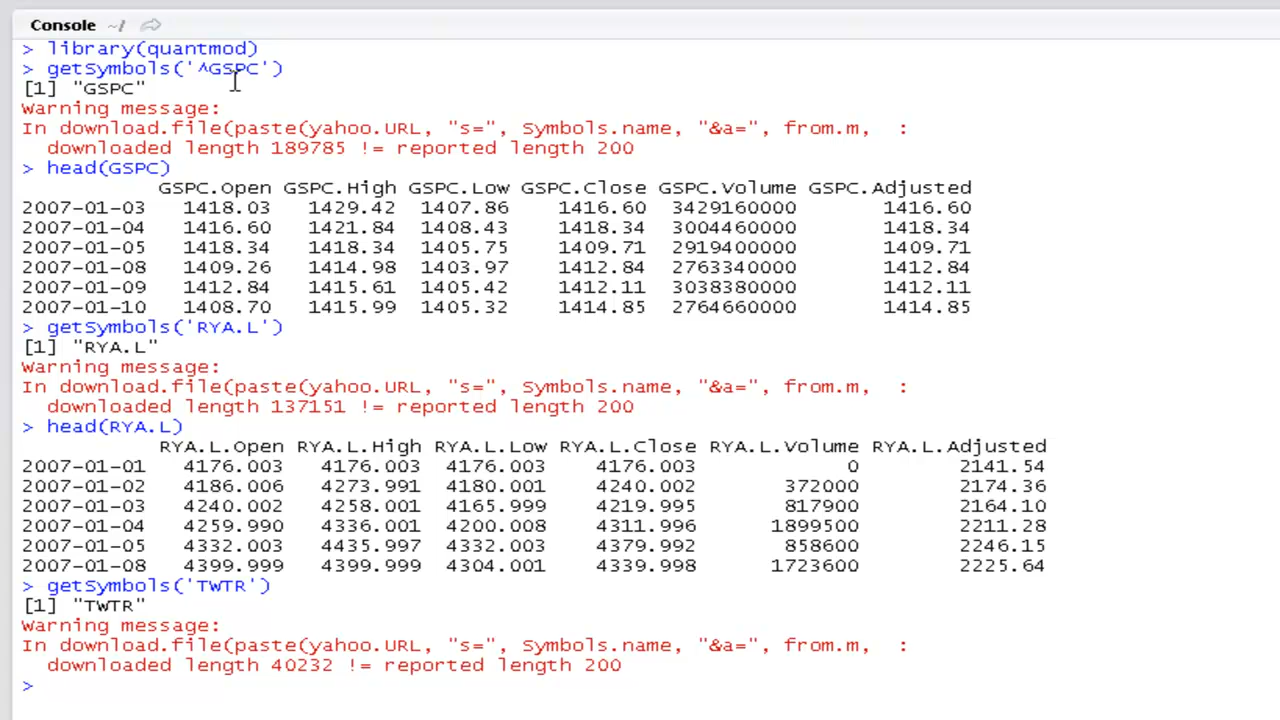 Console ~/
> library(quantmod)
> getSymbols('^GSPC')
[1] "GSPC"
Warning message:
In download.file(paste(yahoo.URL, "s=", Symbols.name, "&a=", from.m,  :
  downloaded length 189785 != reported length 200
> head(GSPC)
           GSPC.Open GSPC.High GSPC.Low GSPC.Close GSPC.Volume GSPC.Adjusted
2007-01-03   1418.03   1429.42  1407.86    1416.60  3429160000       1416.60
2007-01-04   1416.60   1421.84  1408.43    1418.34  3004460000       1418.34
2007-01-05   1418.34   1418.34  1405.75    1409.71  2919400000       1409.71
2007-01-08   1409.26   1414.98  1403.97    1412.84  2763340000       1412.84
2007-01-09   1412.84   1415.61  1405.42    1412.11  3038380000       1412.11
2007-01-10   1408.70   1415.99  1405.32    1414.85  2764660000       1414.85
> getSymbols('RYA.L')
[1] "RYA.L"
Warning message:
In download.file(paste(yahoo.URL, "s=", Symbols.name, "&a=", from.m,  :
  downloaded length 137151 != reported length 200
> head(RYA.L)
           RYA.L.Open RYA.L.High RYA.L.Low RYA.L.Close RYA.L.Volume RYA.L.Adjusted
2007-01-01   4176.003   4176.003  4176.003    4176.003            0        2141.54
2007-01-02   4186.006   4273.991  4180.001    4240.002       372000        2174.36
2007-01-03   4240.002   4258.001  4165.999    4219.995       817900        2164.10
2007-01-04   4259.990   4336.001  4200.008    4311.996      1899500        2211.28
2007-01-05   4332.003   4435.997  4332.003    4379.992       858600        2246.15
2007-01-08   4399.999   4399.999  4304.001    4339.998      1723600        2225.64
> getSymbols('TWTR')
[1] "TWTR"
Warning message:
In download.file(paste(yahoo.URL, "s=", Symbols.name, "&a=", from.m,  :
  downloaded length 40232 != reported length 200
>